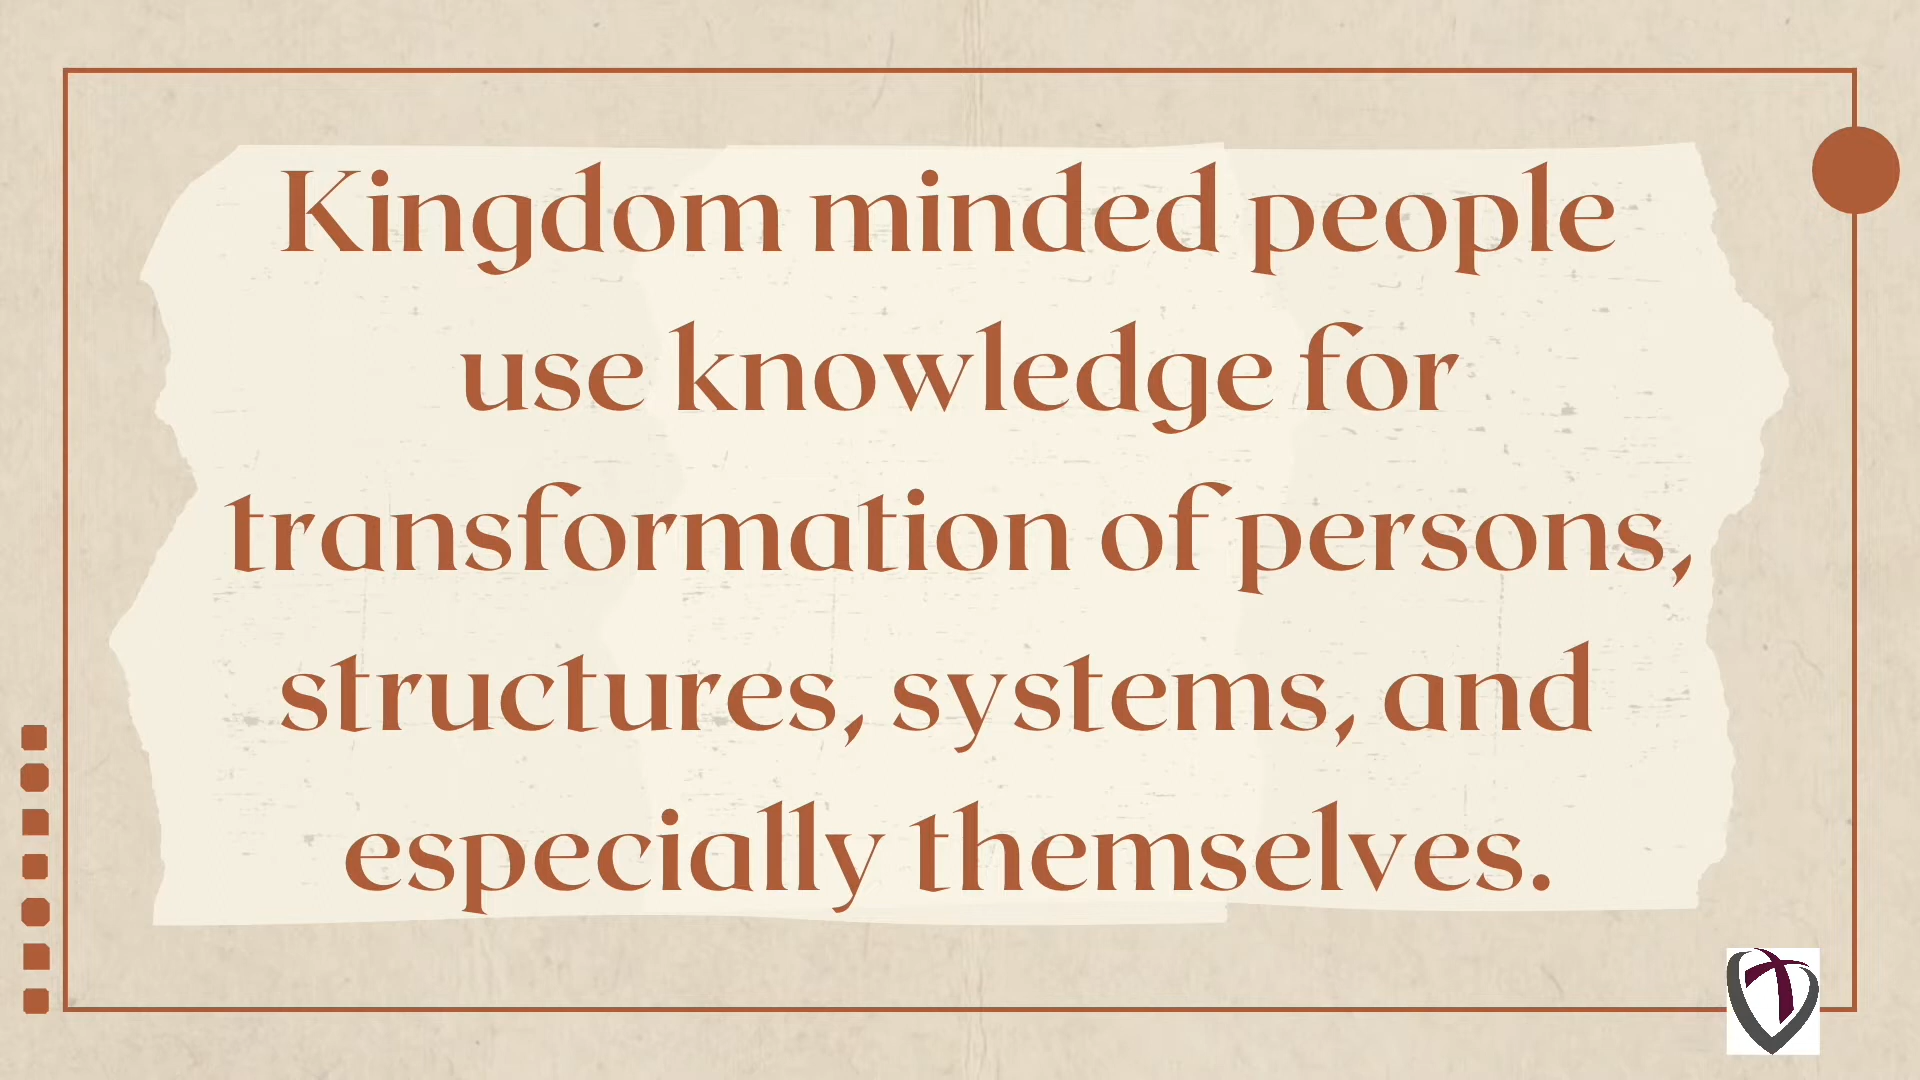 Kingdom minded people
use knowledge for
transformation of persons,
structures, systems, and
especially themselves.